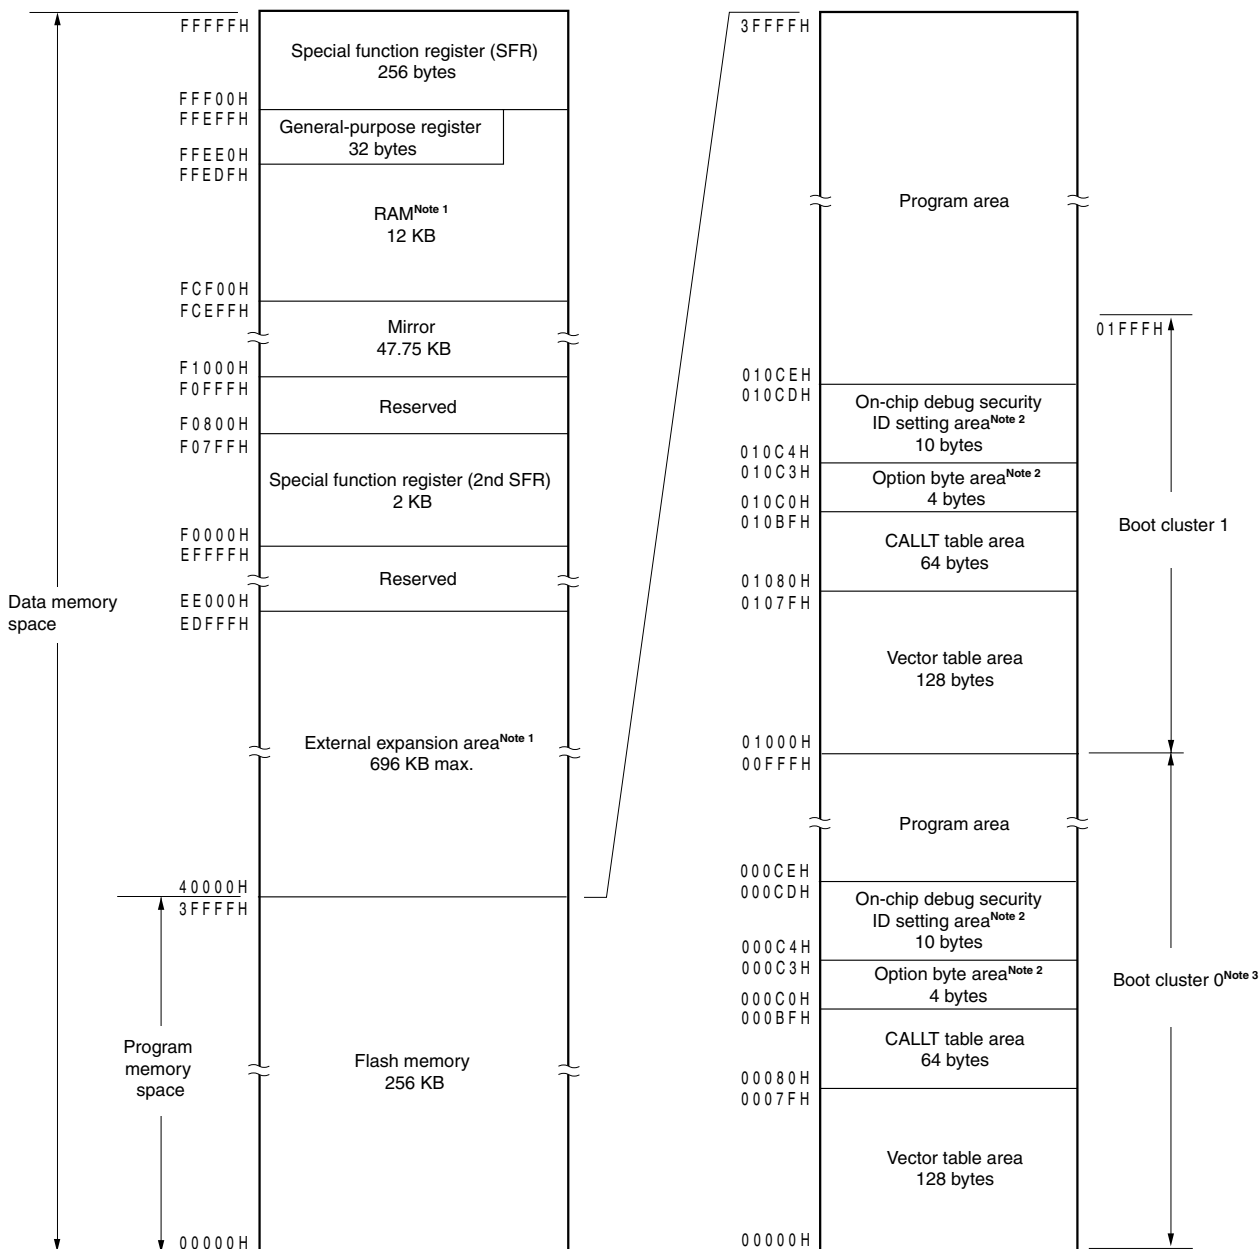 FFFFFH
Special function register (SFR)
256 bytes
FFF00H
FFEFFH
General-purpose register
32 bytes
FFEE0H
FFEDFH
RAMNote 1
12 KB
FCF00H
FCEFFH
Mirror
47.75 KB
F1000H
F0FFFH
Reserved
F0800H
F07FFH
Special function register (2nd SFR)
2 KB
F0000H
EFFFFH
Reserved
EE000H
EDFFFH
Data memory
space
External expansion areaNote 1
696 KB max.
40000H
3FFFFH
Program
memory
space
Flash memory
256 KB
00000H
3FFFFH
Program area
01FFFH
010CEH
010CDH
On-chip debug security
ID setting areaNote 2
10 bytes
010C4H
010C3H
Option byte areaNote 2
4 bytes
010C0H
010BFH
Boot cluster 1
CALLT table area
64 bytes
01080H
0107FH
Vector table area
128 bytes
01000H
00FFFH
Program area
000CEH
000CDH
On-chip debug security
ID setting areaNote 2
10 bytes
000C4H
000C3H
Option byte areaNote 2
4 bytes
Boot cluster 0Note 3
000C0H
000BFH
CALLT table area
64 bytes
00080H
0007FH
Vector table area
128 bytes
00000H